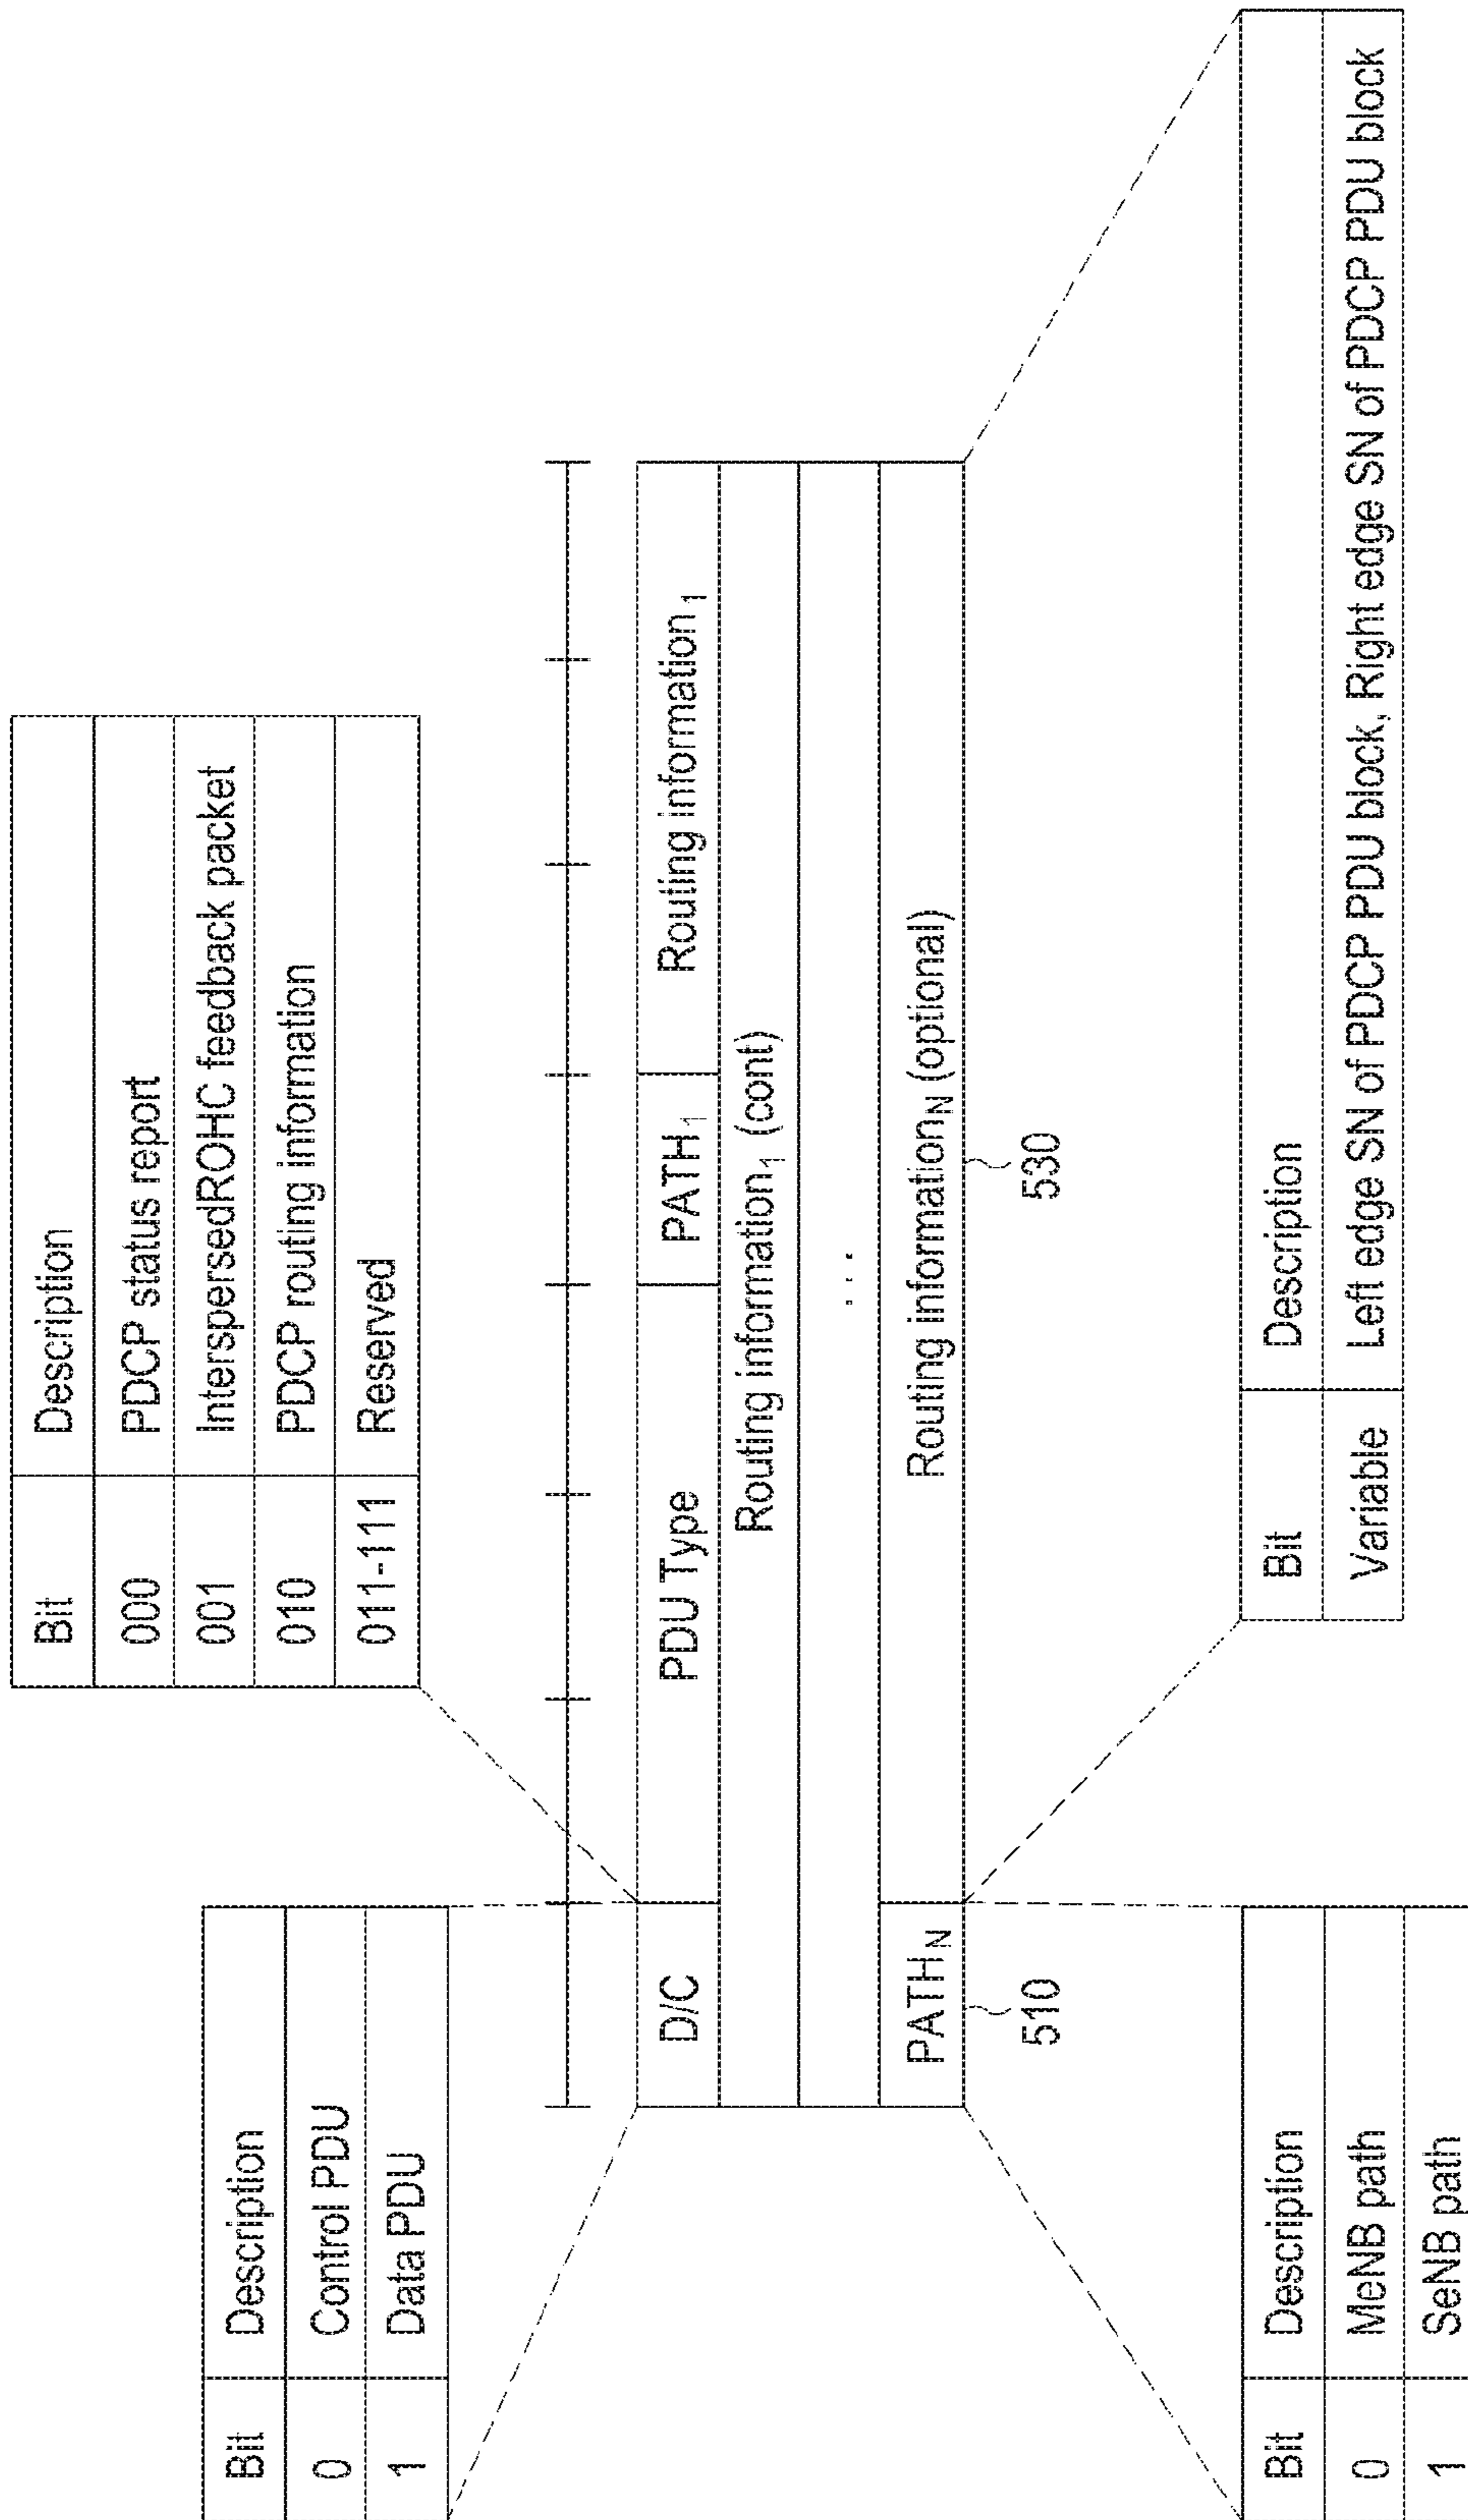 Bit Description
0 Control PDU
1 Data PDU
Bit Description
000 PDCP status report
001 InterspersedROHC feedback packet
010 PDCP routing information
011-111 Reserved
D/C PDU Type PATH₁ Routing information₁
Routing information₁ (cont)
...
PATH_N Routing information_N (optional)
510 530
Bit Description
0 MeNB path
1 SeNB path
Bit Description
Variable Left edge SN of PDCP PDU block, Right edge SN of PDCP PDU block